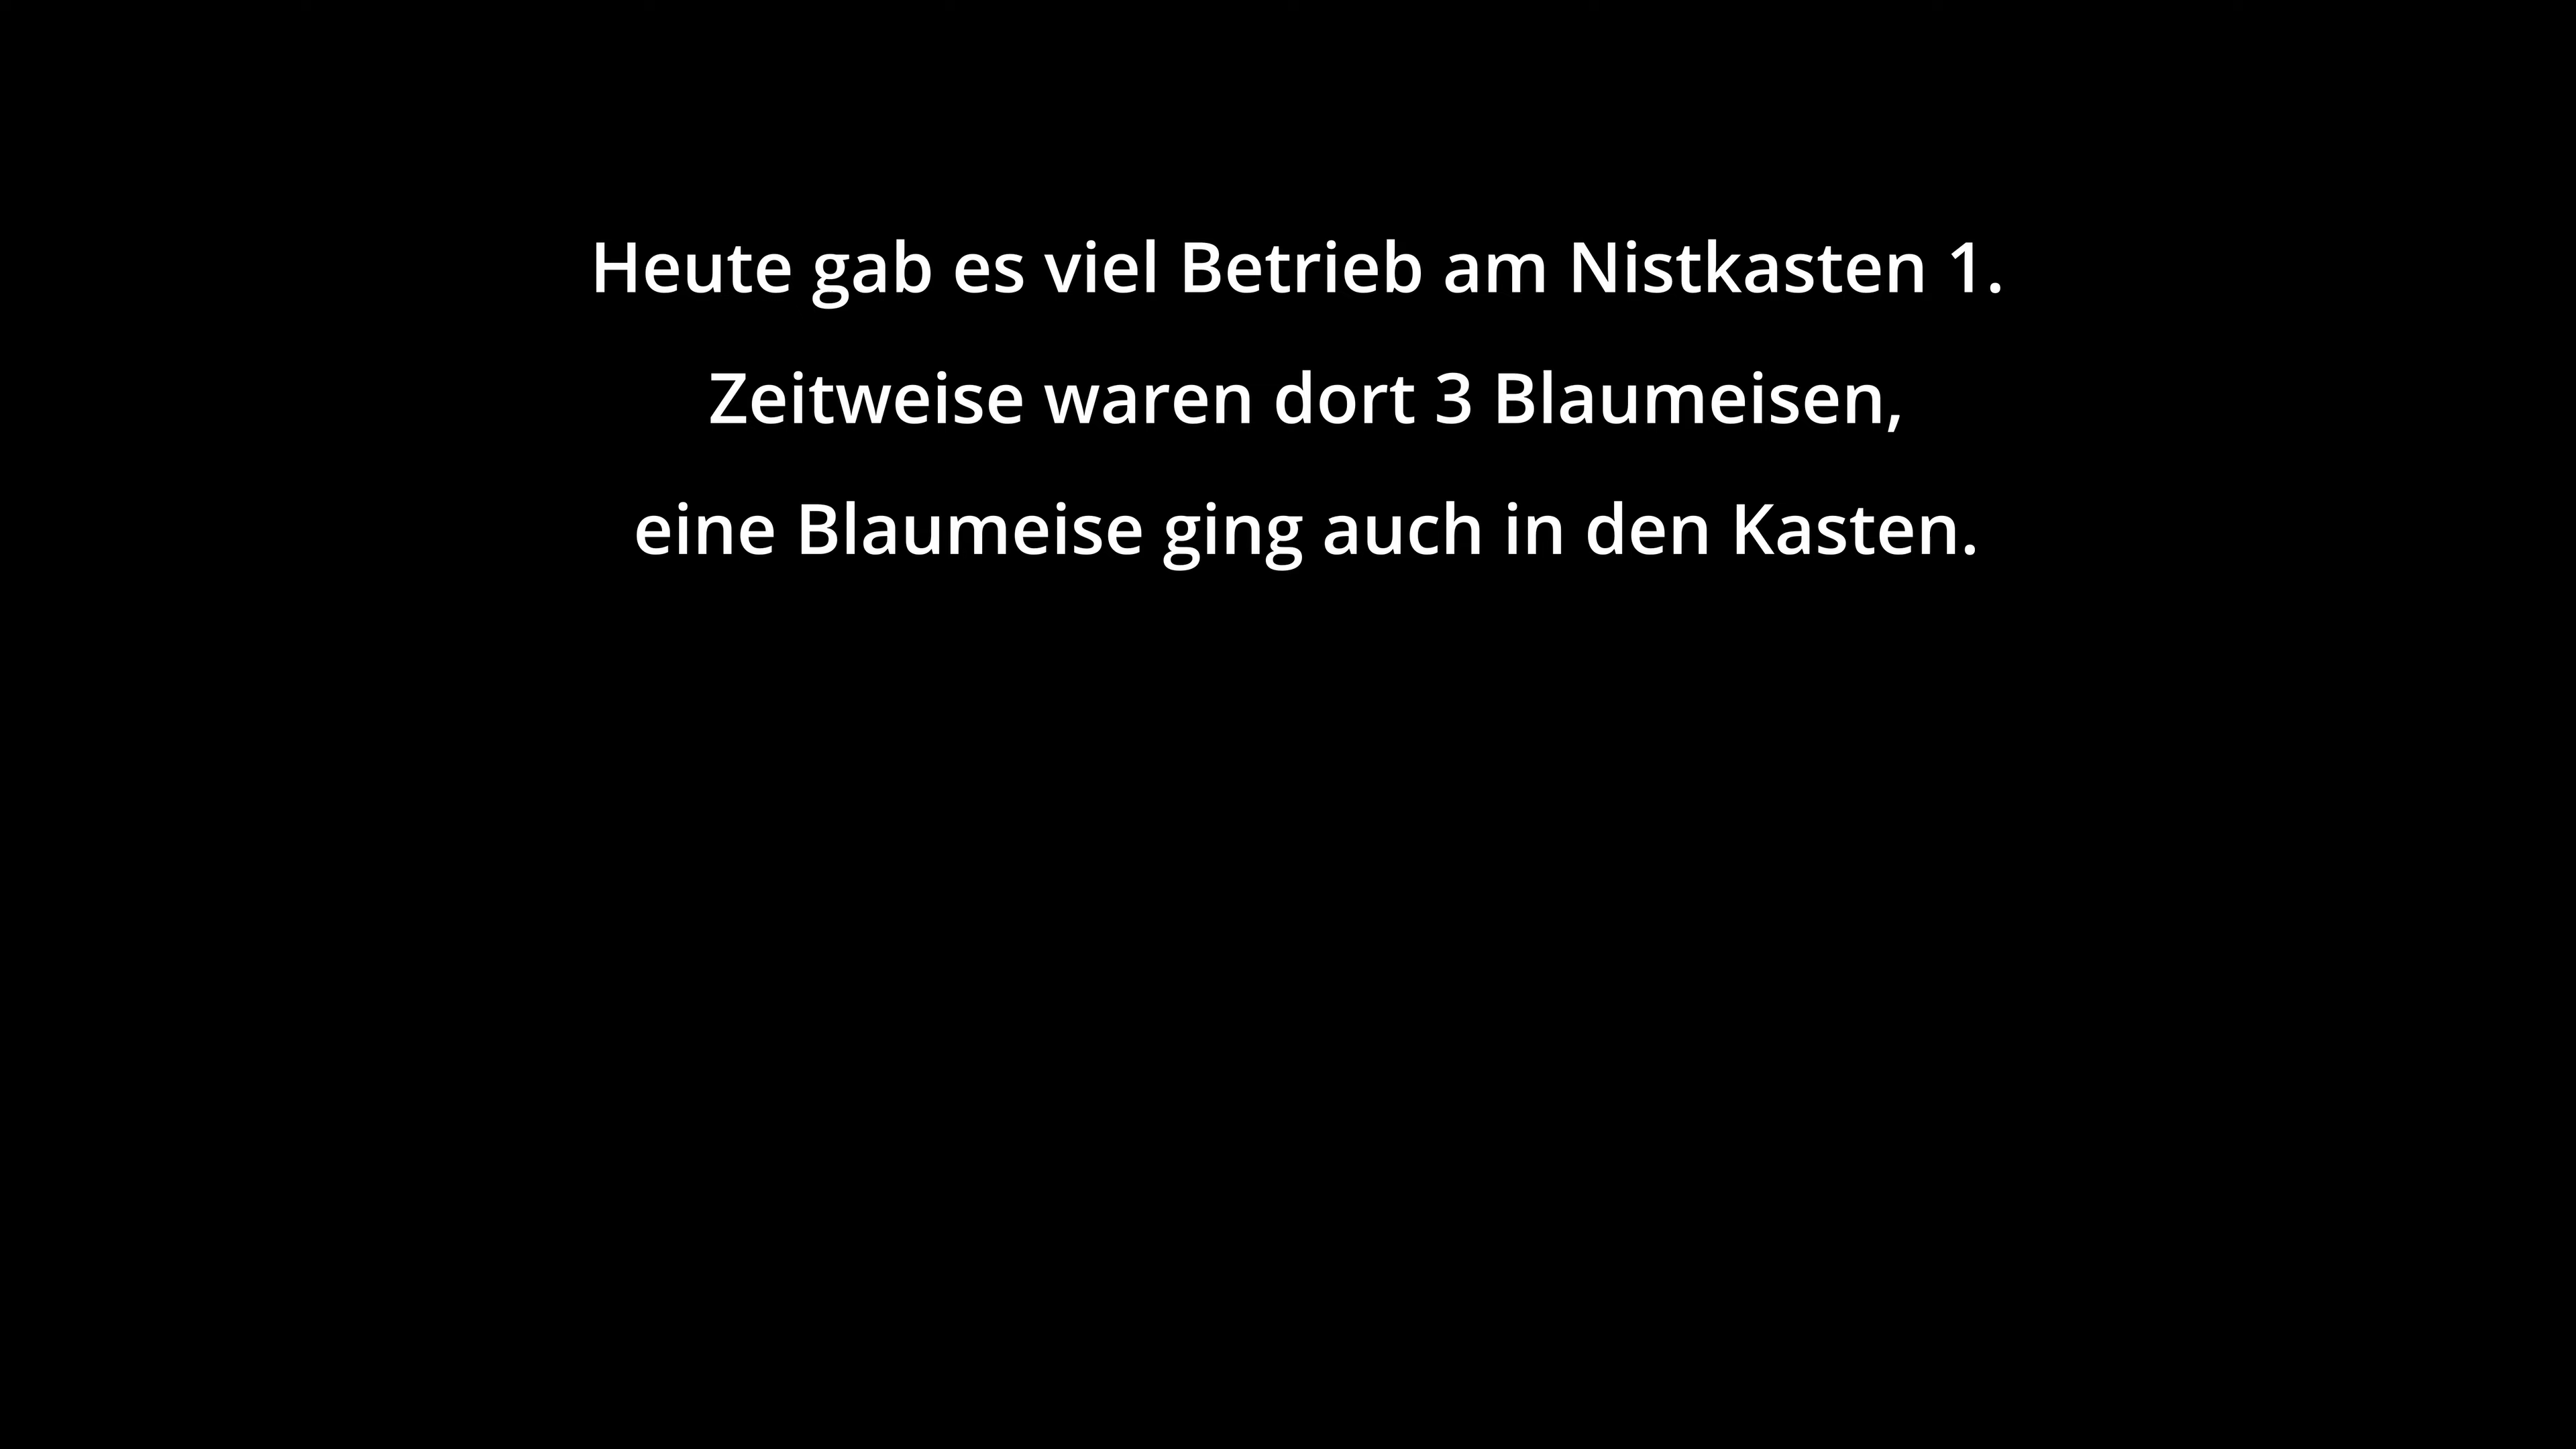 Heute gab es viel Betrieb am Nistkasten 1.
Zeitweise waren dort 3 Blaumeisen,
eine Blaumeise ging auch in den Kasten.